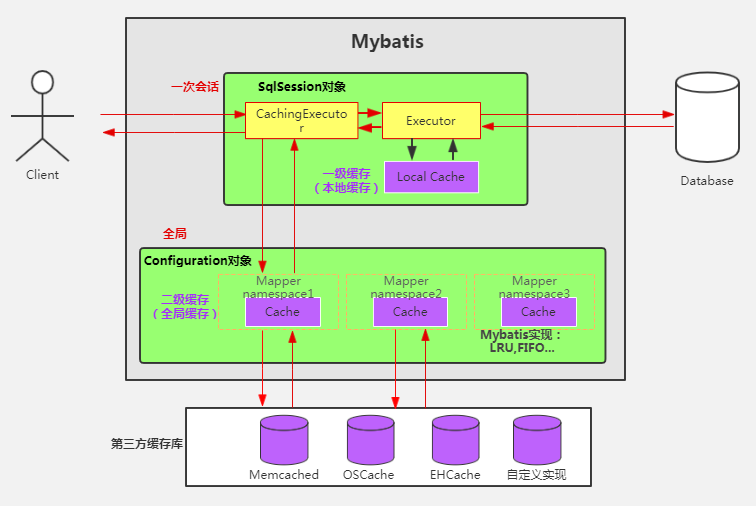 Mybatis
一次会话
SqlSession对象
CachingExecuto
r
Executor
Client
一级缓存
（本地缓存）
Local Cache
Database
全局
Configuration对象
二级缓存
（全局缓存）
Mapper
namespace1
Cache
Mapper
namespace2
Cache
Mapper
namespace3
Cache
Mybatis实现：
LRU,FIFO...
第三方缓存库
Memcached
OSCache
EHCache
自定义实现